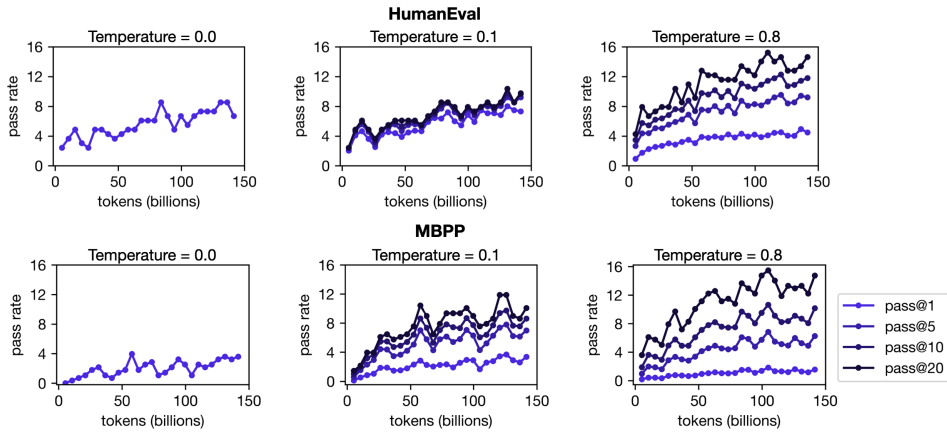 HumanEval
Temperature = 0.0
Temperature = 0.1
Temperature = 0.8
pass rate
16
12
8
4
0
0
50
100
150
tokens (billions)
pass rate
16
12
8
4
0
0
50
100
150
tokens (billions)
pass rate
16
12
8
4
0
0
50
100
150
tokens (billions)
MBPP
Temperature = 0.0
Temperature = 0.1
Temperature = 0.8
pass rate
16
12
8
4
0
0
50
100
150
tokens (billions)
pass rate
16
12
8
4
0
0
50
100
150
tokens (billions)
pass rate
16
12
8
4
0
0
50
100
150
tokens (billions)
pass@1
pass@5
pass@10
pass@20